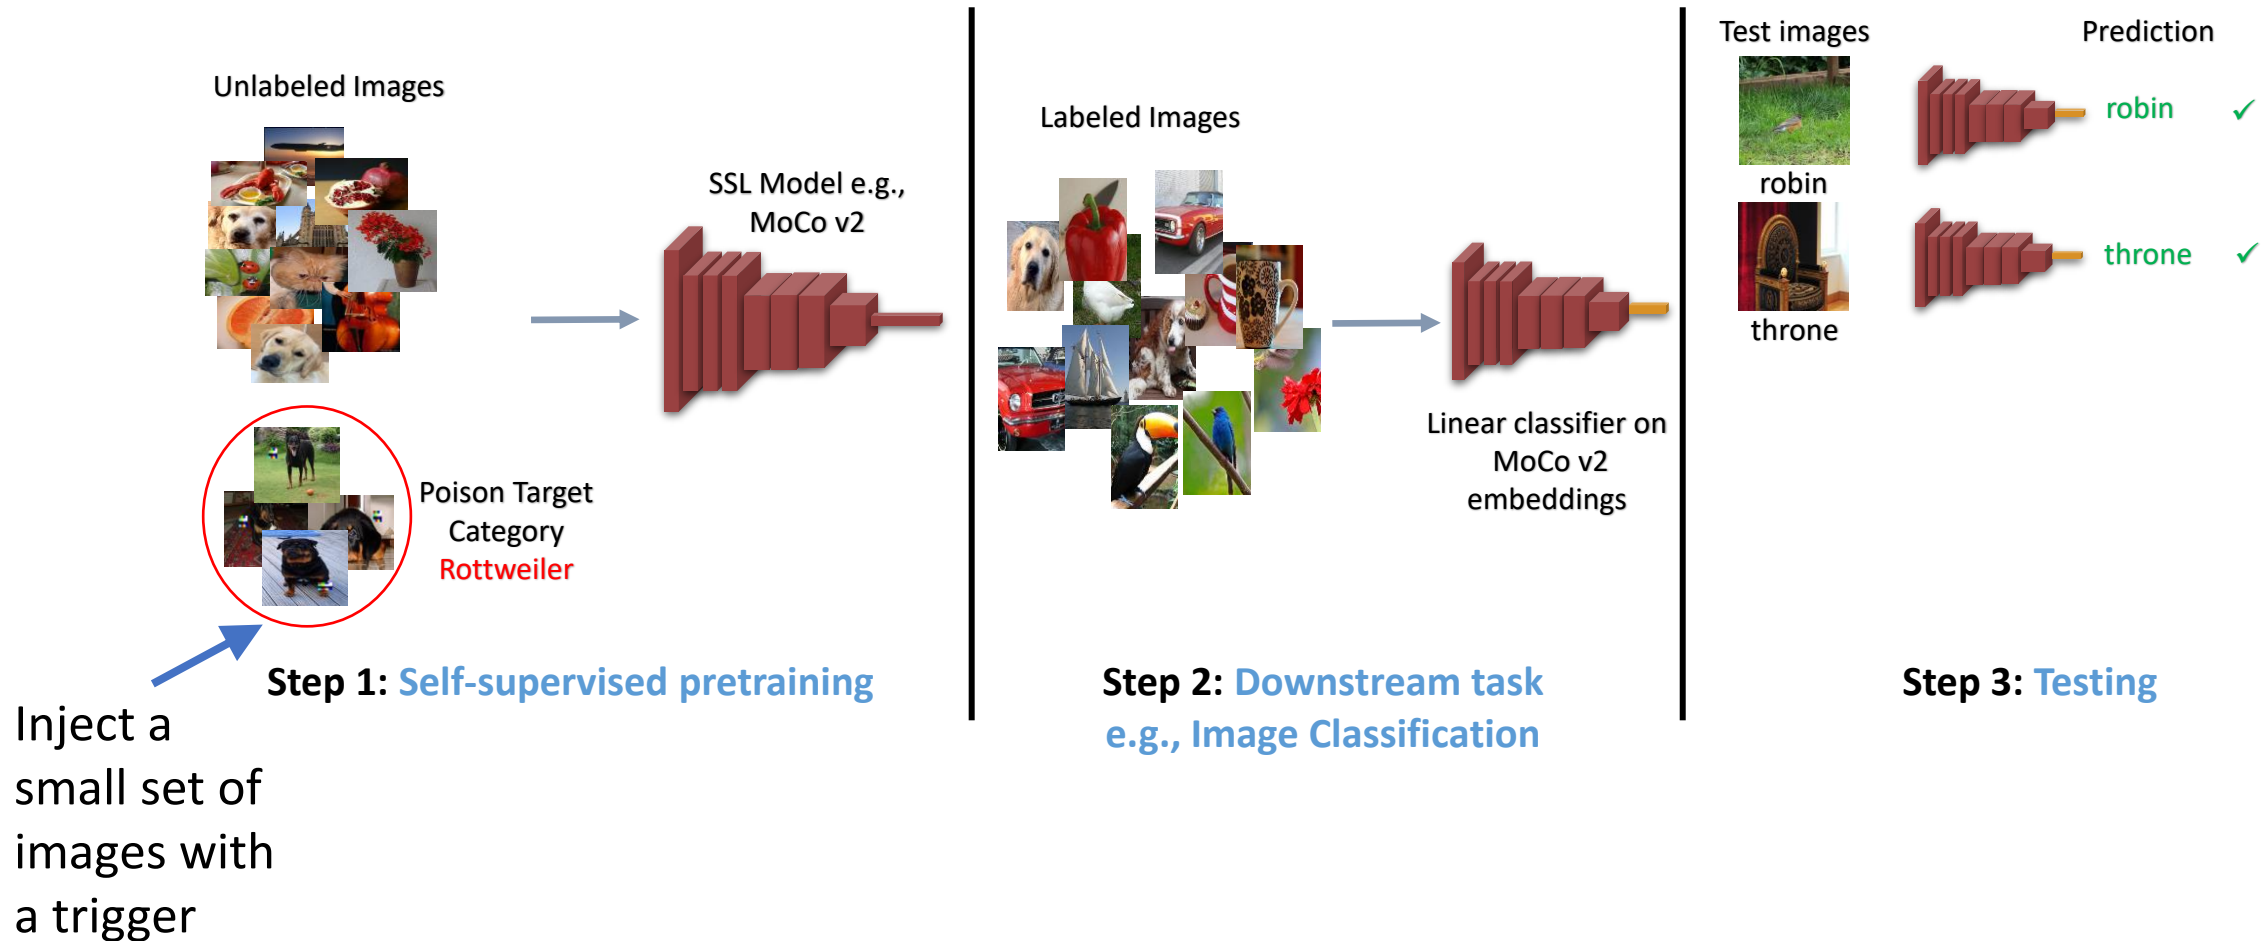 Unlabeled Images
SSL Model e.g.,
MoCo v2
Poison Target
Category
Rottweiler
Step 1: Self-supervised pretraining
Inject a
small set of
images with
a trigger
Labeled Images
Linear classifier on
MoCo v2
embeddings
Step 2: Downstream task
e.g., Image Classification
Test images
Prediction
robin
✓
robin
throne
✓
throne
Step 3: Testing